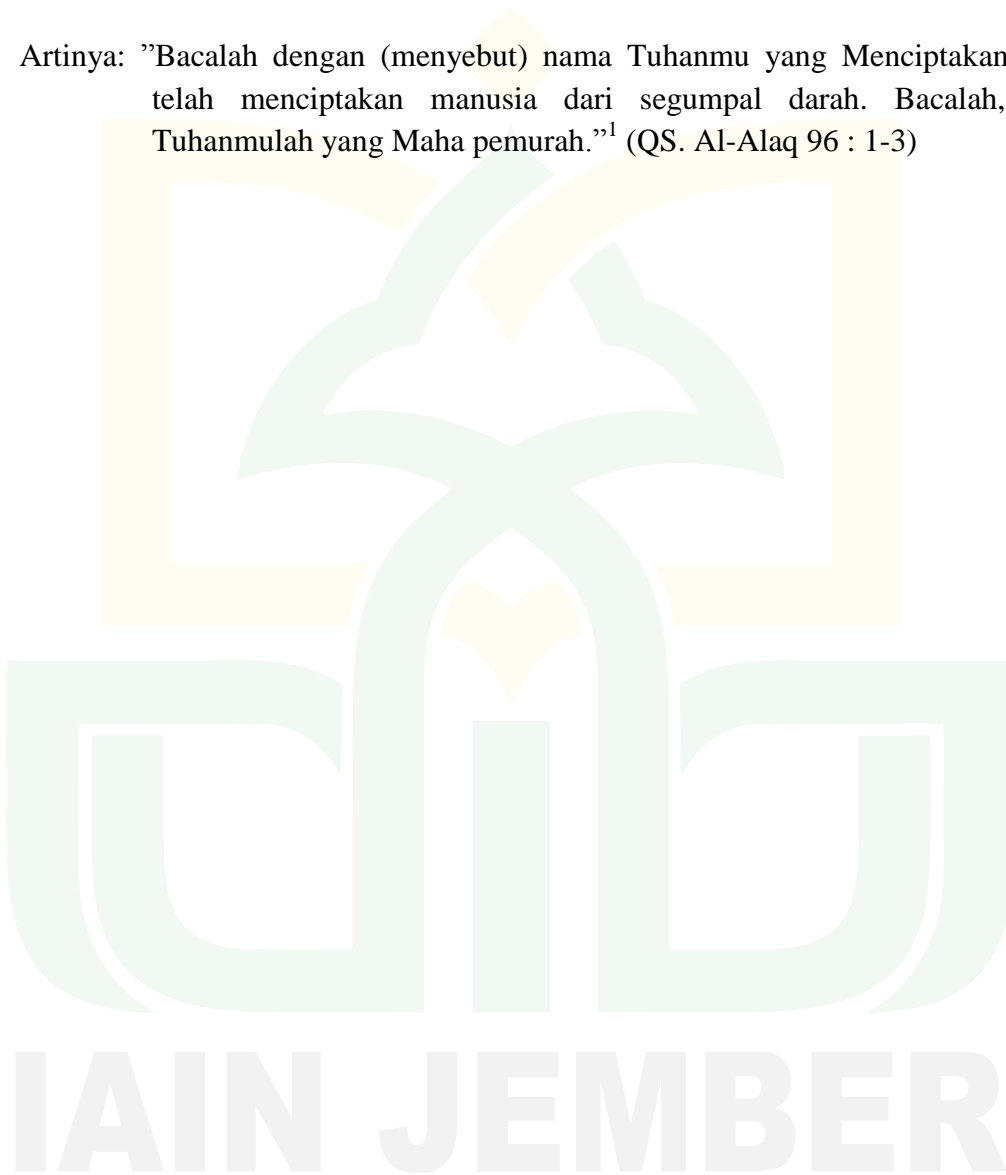 Artinya: ”Bacalah dengan (menyebut) nama Tuhanmu yang Menciptakan
telah menciptakan manusia dari segumpal darah. Bacalah,
Tuhanmulah yang Maha pemurah.”1 (QS. Al-Alaq 96 : 1-3)
IAIN JEMBER